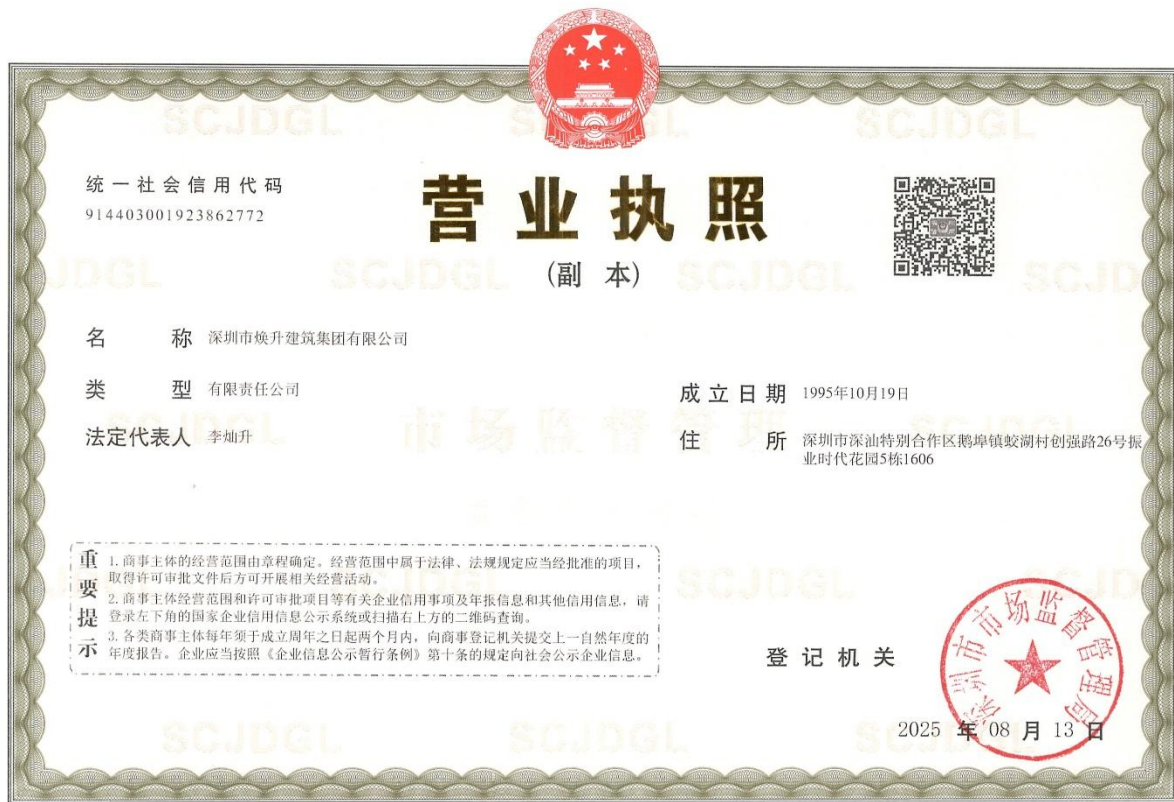 统一社会信用代码
914403001923862772
营业执照
(副 本)
名 称 深圳市焕升建筑集团有限公司
类 型 有限责任公司
法定代表人 李灿升
成立日期 1995年10月19日
住 所 深圳市深汕特别合作区鹅埠镇蛟湖村创强路26号振
业时代花园5栋1606
重要提示
1. 商事主体的经营范围由章程确定。经营范围中属于法律、法规规定应当经批准的项目，
取得许可审批文件后方可开展相关经营活动。
2. 商事主体经营范围和许可审批项目等有关企业信用事项及年报信息和其他信用信息，请
登录左下角的国家企业信用信息公示系统或扫描右上方的二维码查询。
3. 各类商事主体每年须于成立周年之日起两个月内，向商事登记机关提交上一自然年度的
年度报告。企业应当按照《企业信息公示暂行条例》第十条的规定向社会公示企业信息。
登记机关
深圳市市场监督管理局
2025 年 08 月 13 日
SCJDGL
市场监督管理